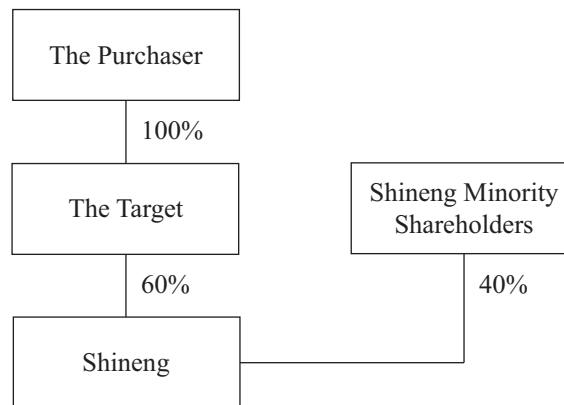 The Purchaser
100%
The Target
Shineng Minority
Shareholders
60%
40%
Shineng